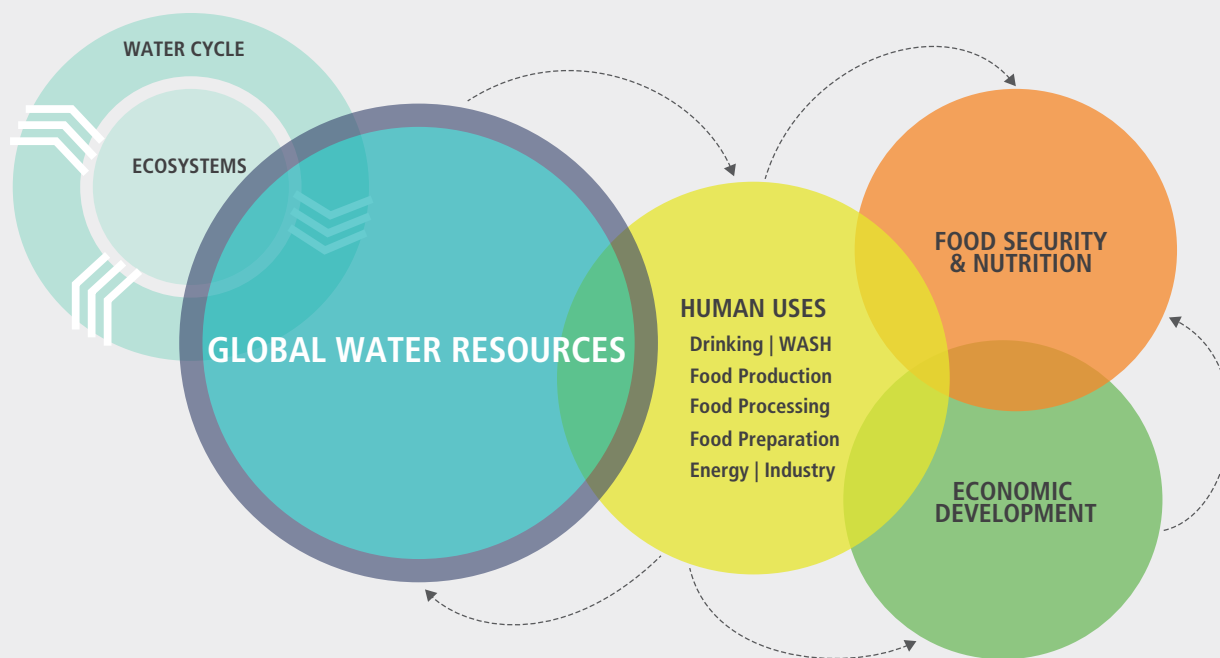 WATER CYCLE
ECOSYSTEMS
GLOBAL WATER RESOURCES
HUMAN USES
Drinking | WASH
Food Production
Food Processing
Food Preparation
Energy | Industry
FOOD SECURITY
& NUTRITION
ECONOMIC
DEVELOPMENT